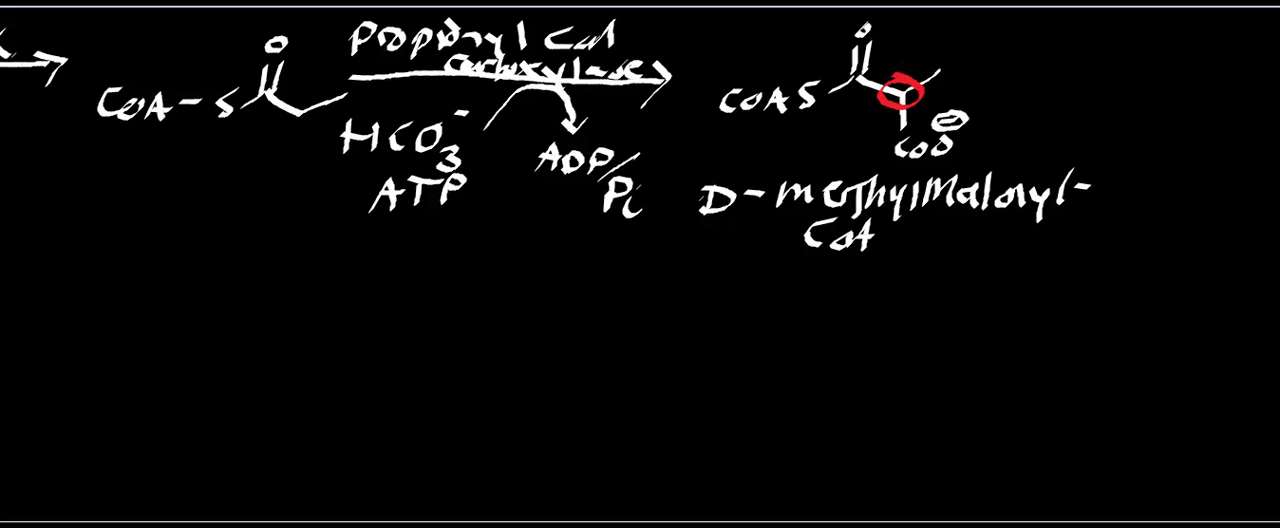 O
Propionyl CoA
O
carboxylase
CoA-S
CoAS
HCO3-
⊖
COO
ADP/
ATP
Pi
D-methylmalonyl-
CoA